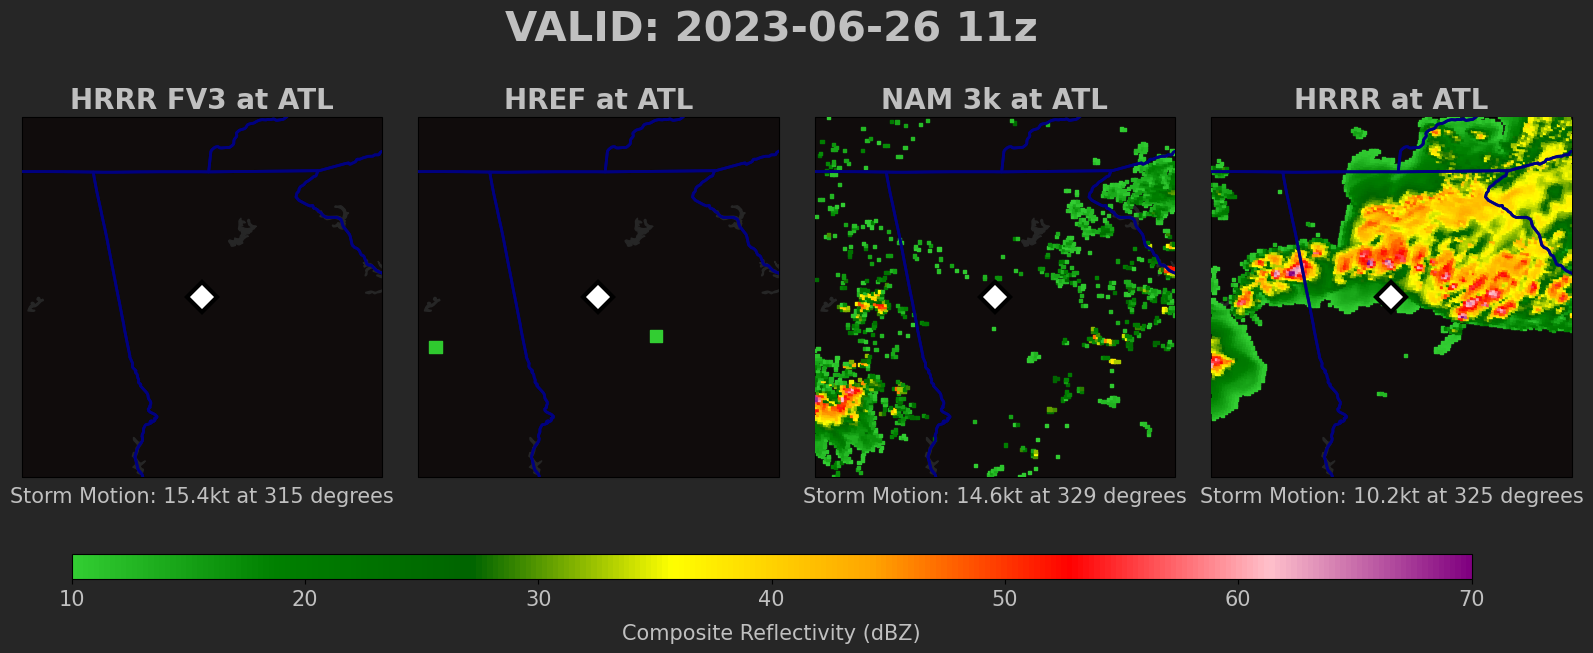 VALID: 2023-06-26 11z
HRRR FV3 at ATL
HREF at ATL
NAM 3k at ATL
HRRR at ATL
Storm Motion: 15.4kt at 315 degrees
Storm Motion: 14.6kt at 329 degrees
Storm Motion: 10.2kt at 325 degrees
10 20 30 40 50 60 70
Composite Reflectivity (dBZ)